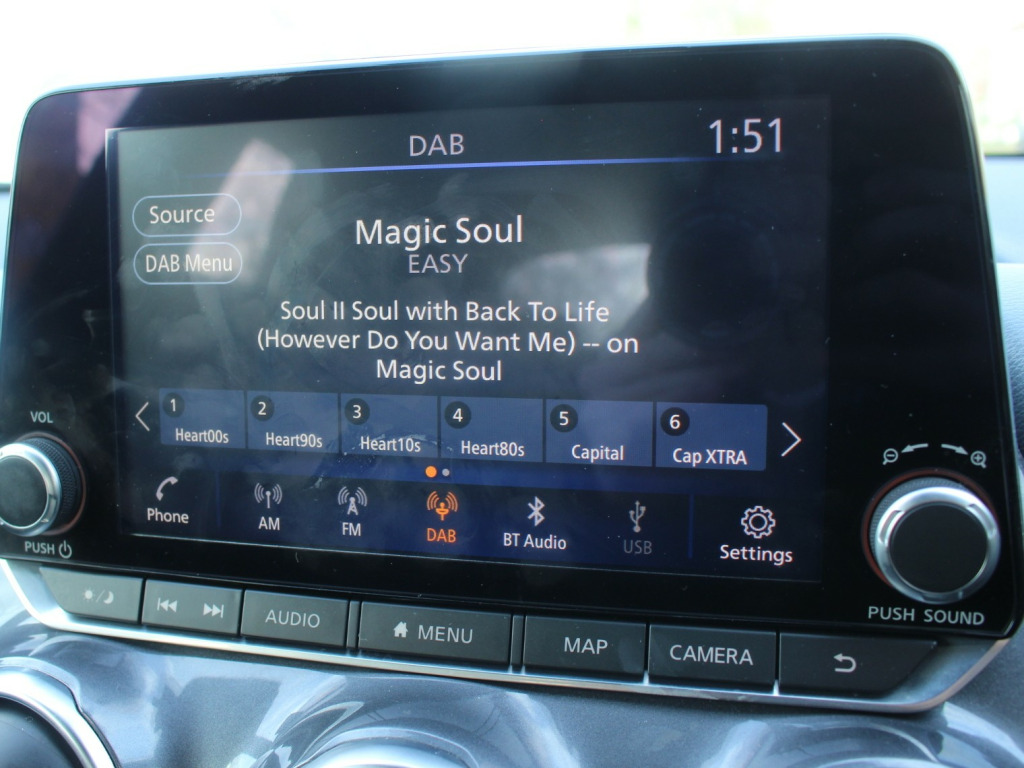 DAB
1:51
Source
DAB Menu
Magic Soul
EASY
Soul II Soul with Back To Life
(However Do You Want Me) -- on
Magic Soul
1 Heart00s
2 Heart90s
3 Heart10s
4 Heart80s
5 Capital
6 Cap XTRA
Phone
AM
FM
DAB
BT Audio
USB
Settings
VOL
PUSH
PUSH SOUND
AUDIO
MENU
MAP
CAMERA